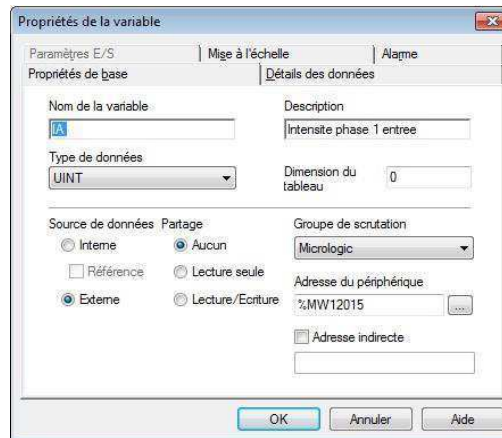 Propriétés de la variable
Paramètres E/S
Mise à l'échelle
Alarme
Propriétés de base
Détails des données
Nom de la variable
IA
Description
Intensite phase 1 entree
Type de données
UINT
Dimension du
tableau
0
Source de données
Interne
Référence
Externe
Partage
Aucun
Lecture seule
Lecture/Ecriture
Groupe de scrutation
Micrologic
Adresse du périphérique
%MW12015
...
Adresse indirecte
OK
Annuler
Aide